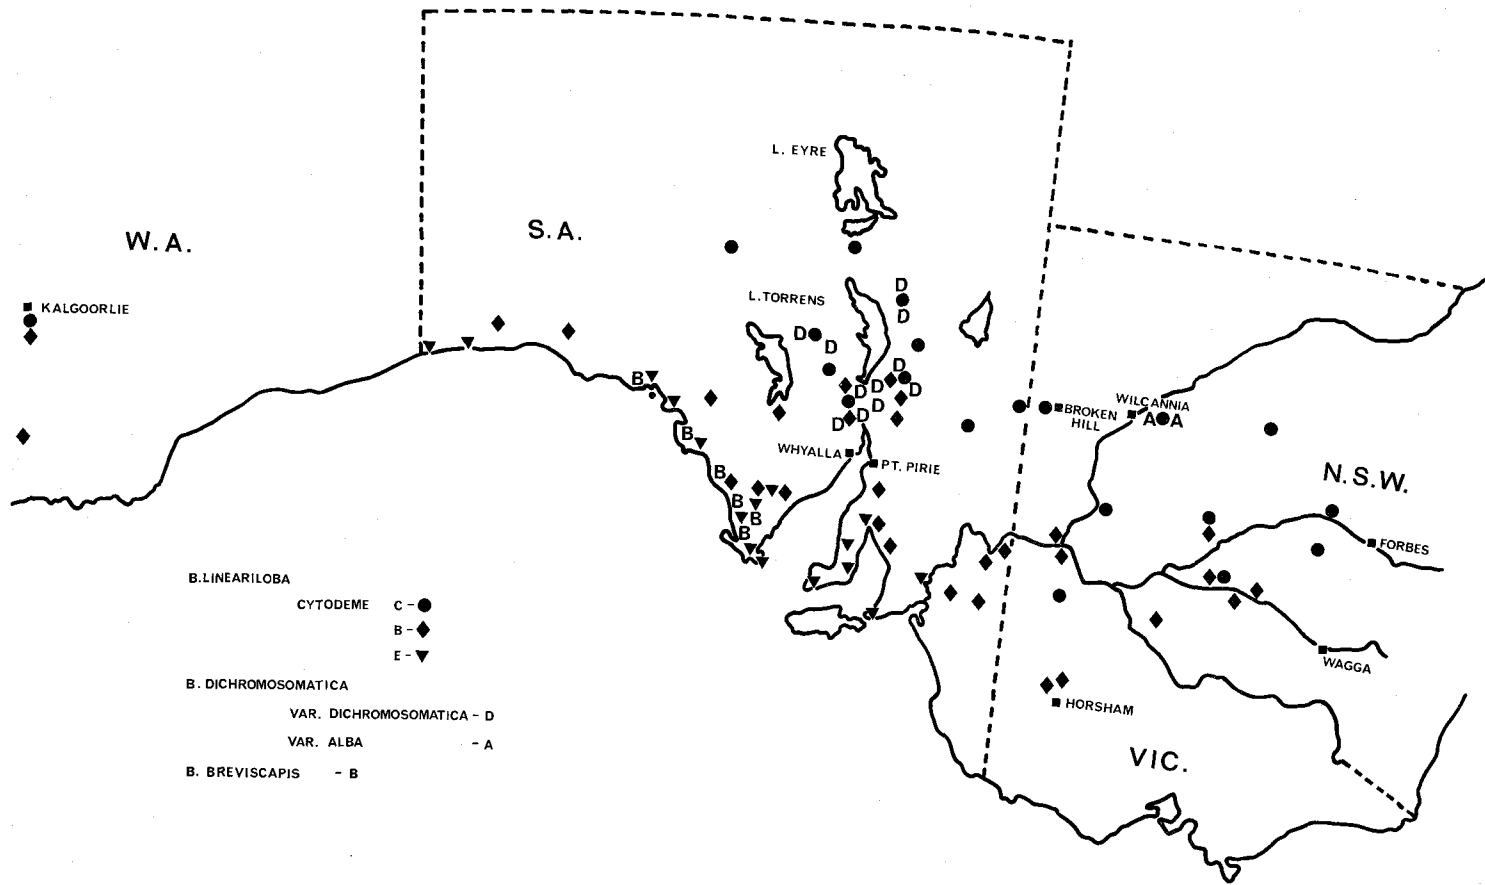 L. EYRE
W.A.
S.A.
KALGOORLIE
L. TORRENS
D
D
D
D
D
D
D
D
D
D
D
B
WILCANNIA
BROKEN
HILL
A A
B
WHYALLA
PT. PIRIE
B
N.S.W.
B
B
B
FORBES
WAGGA
HORSHAM
VIC.
B. LINEARILOBA
CYTODEME C -
B -
E -
B. DICHROMOSOMATICA
VAR. DICHROMOSOMATICA - D
VAR. ALBA - A
B. BREVISCAPIS - B